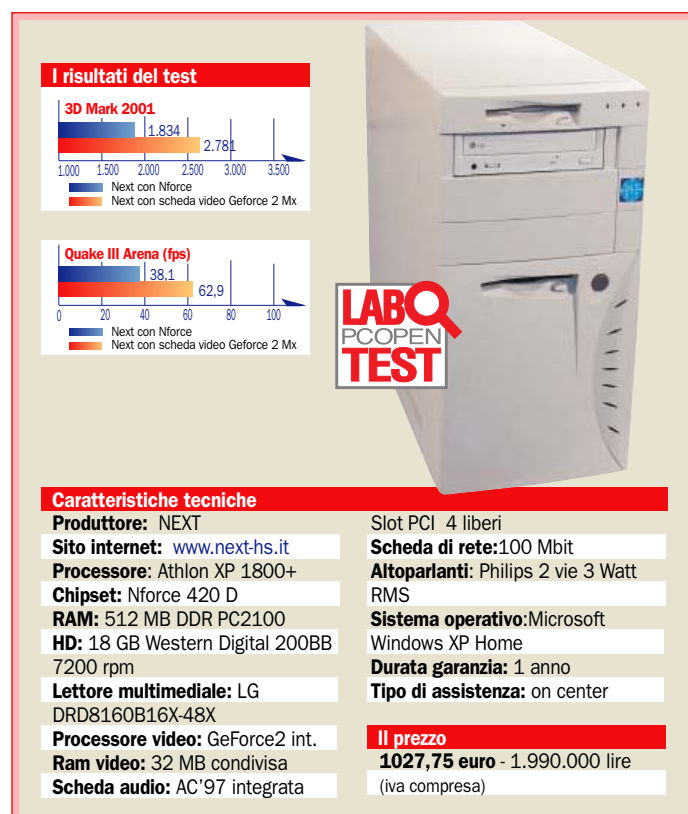 I risultati del test
3D Mark 2001
1.834
2.781
1.000 1.500 2.000 2.500 3.000 3.500
Next con Nforce
Next con scheda video Geforce 2 Mx
Quake III Arena (fps)
38,1
62,9
0 20 40 60 80 100
Next con Nforce
Next con scheda video Geforce 2 Mx
LABO
PCOPEN
TEST
Caratteristiche tecniche
Produttore: NEXT
Sito internet: www.next-hs.it
Processore: Athlon XP 1800+
Chipset: Nforce 420 D
RAM: 512 MB DDR PC2100
HD: 18 GB Western Digital 200BB
7200 rpm
Lettore multimediale: LG
DRD8160B16X-48X
Processore video: GeForce2 int.
Ram video: 32 MB condivisa
Scheda audio: AC'97 integrata
Slot PCI 4 liberi
Scheda di rete:100 Mbit
Altoparlanti: Philips 2 vie 3 Watt
RMS
Sistema operativo:Microsoft
Windows XP Home
Durata garanzia: 1 anno
Tipo di assistenza: on center
Il prezzo
1027,75 euro - 1.990.000 lire
(iva compresa)